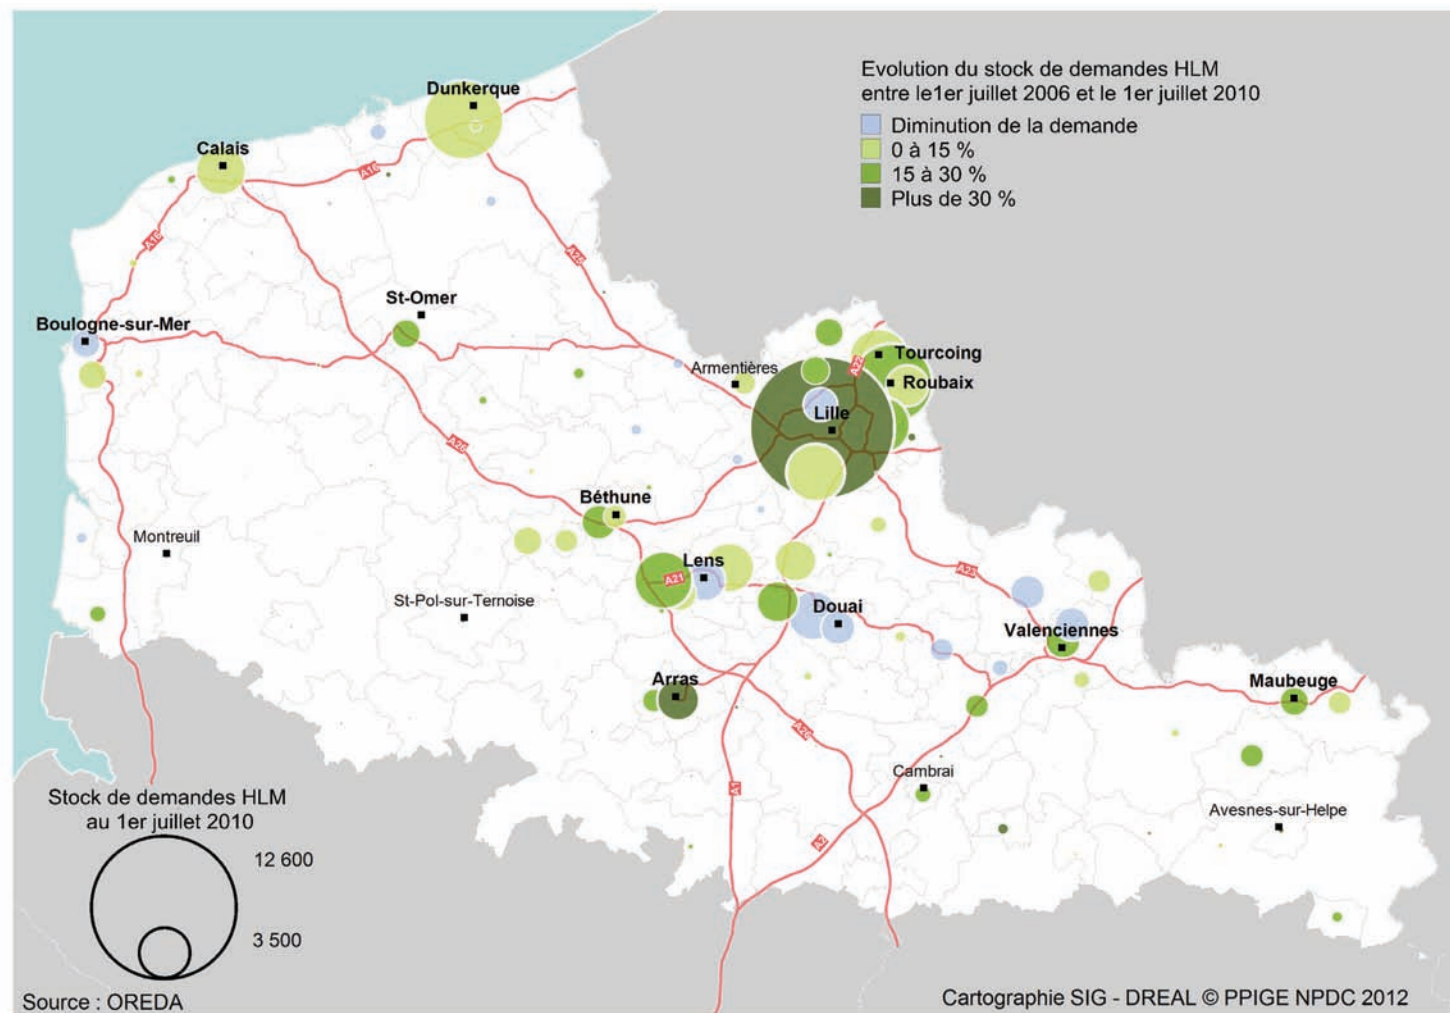 Evolution du stock de demandes HLM
entre le1er juillet 2006 et le 1er juillet 2010
Diminution de la demande
0 à 15 %
15 à 30 %
Plus de 30 %
Dunkerque
Calais
A16
A16
A25
St-Omer
Boulogne-sur-Mer
Armentières
A22
Tourcoing
Roubaix
Lille
A26
Béthune
Montreuil
Lens
A21
A23
St-Pol-sur-Ternoise
Douai
Valenciennes
Arras
Maubeuge
A26
A1
Cambrai
A2
Avesnes-sur-Helpe
Stock de demandes HLM
au 1er juillet 2010
12 600
3 500
Source : OREDA
Cartographie SIG - DREAL © PPIGE NPDC 2012